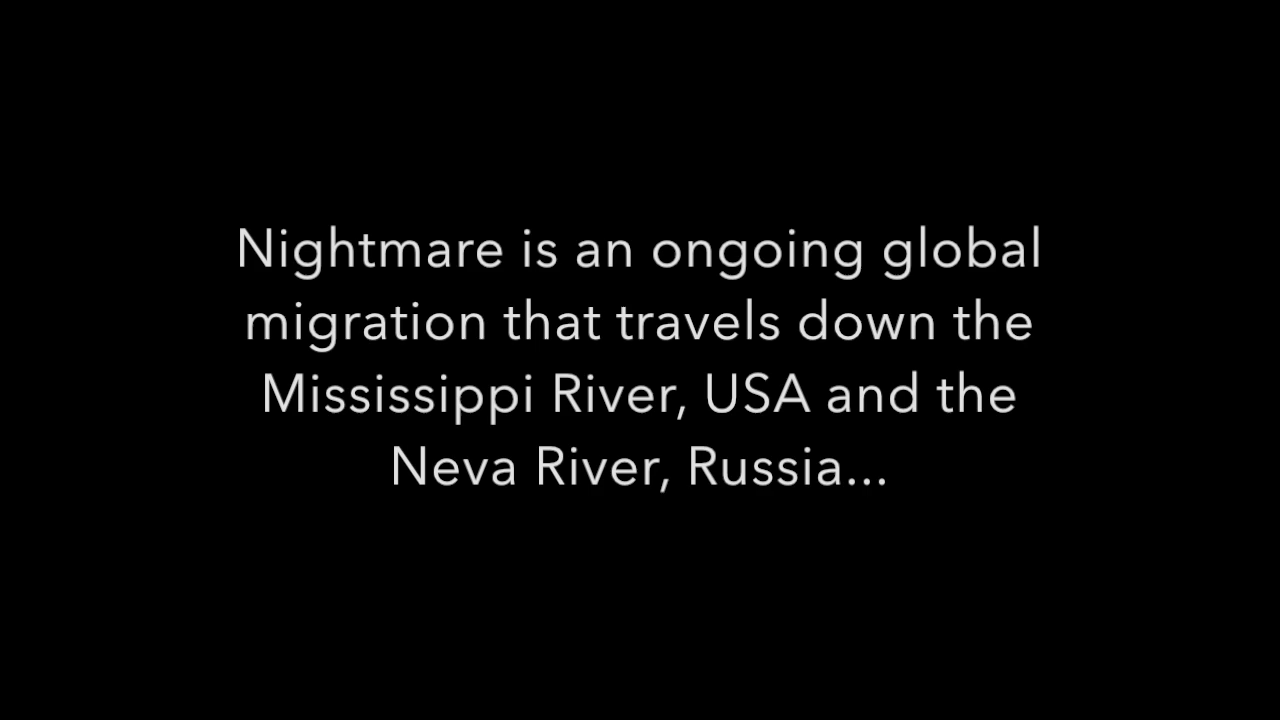 Nightmare is an ongoing global
migration that travels down the
Mississippi River, USA and the
Neva River, Russia...